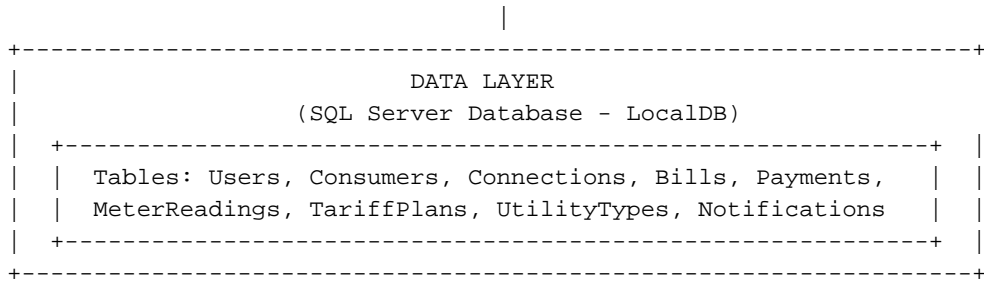 |
+------------------------------------------------------------------+
| DATA LAYER
| (SQL Server Database - LocalDB)
| +------------------------------------------------------------+ |
| | Tables: Users, Consumers, Connections, Bills, Payments, | |
| | MeterReadings, TariffPlans, UtilityTypes, Notifications | |
| +------------------------------------------------------------+ |
+------------------------------------------------------------------+